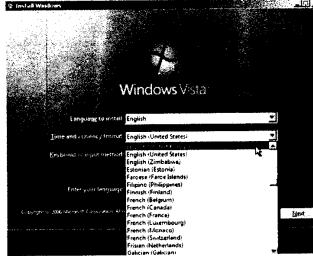 Install Windows
Windows Vista
Language to install English
Time and currency format: English (United States)
Keyboard or input method:
English (United States)
English (Zimbabwe)
Estonian (Estonia)
Faroese (Faroe Islands)
Filipino (Philippines)
Finnish (Finland)
French (Belgium)
French (Canada)
French (France)
French (Luxembourg)
French (Monaco)
French (Switzerland)
Frisian (Netherlands)
Galician (Galician)
Enter your language
Copyright © 2006 Microsoft Corporation.
Next